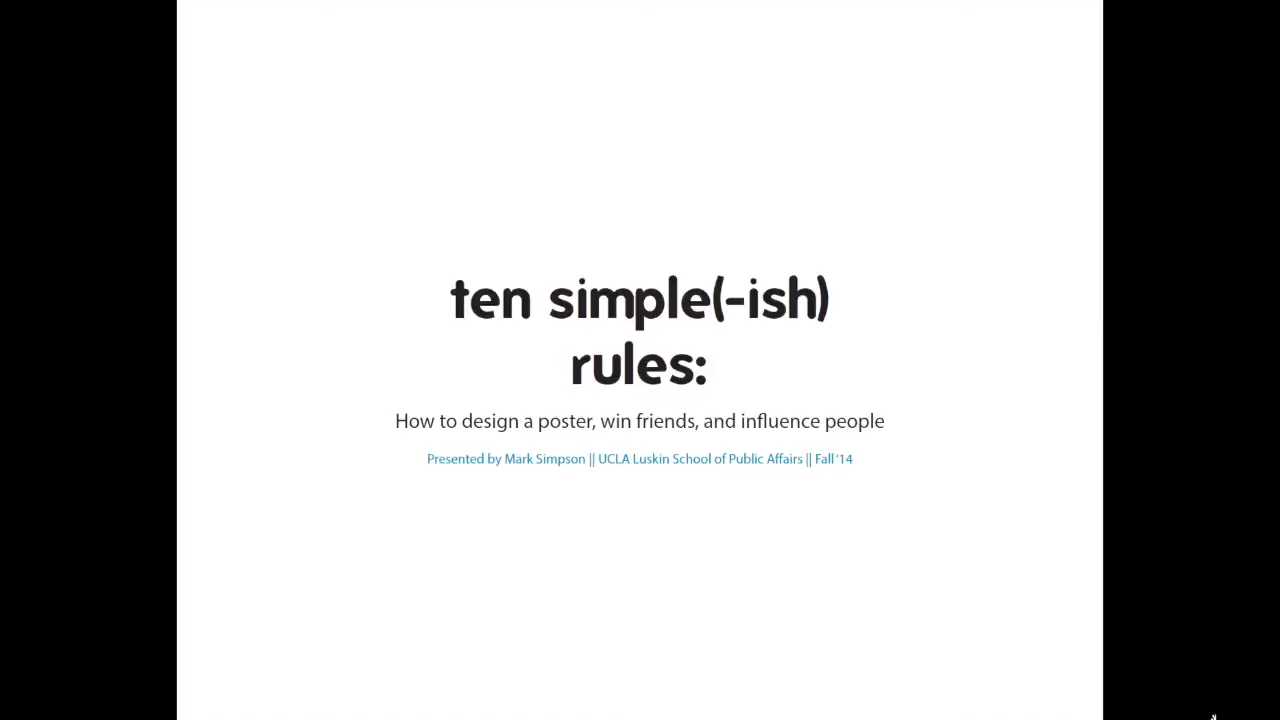 ten simple(-ish)
rules:
How to design a poster, win friends, and influence people
Presented by Mark Simpson || UCLA Luskin School of Public Affairs || Fall '14